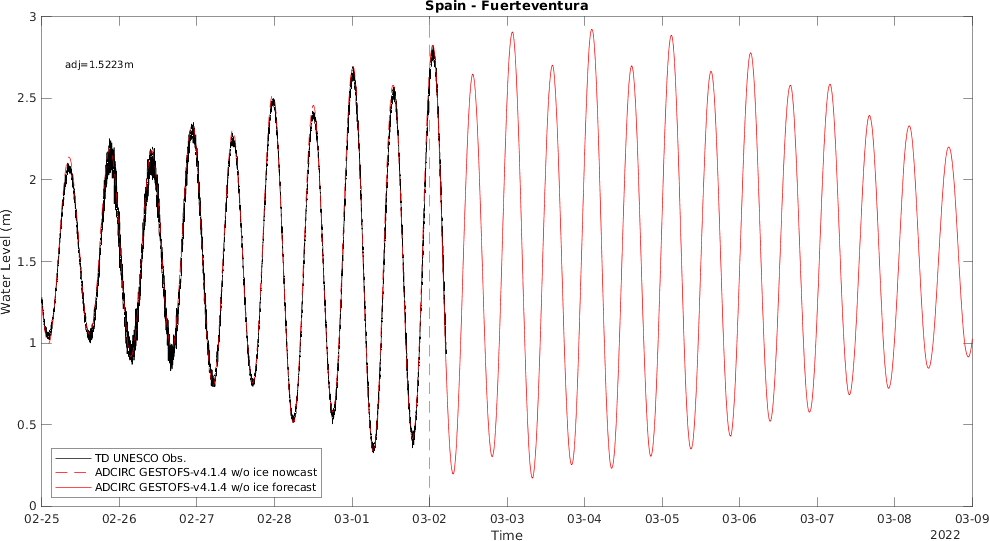 Spain - Fuerteventura
adj=1.5223m
3
2.5
2
1.5
1
0.5
0
Water Level (m)
TD UNESCO Obs.
ADCIRC GESTOFS-v4.1.4 w/o ice nowcast
ADCIRC GESTOFS-v4.1.4 w/o ice forecast
02-25 02-26 02-27 02-28 03-01 03-02 03-03 03-04 03-05 03-06 03-07 03-08 03-09
Time
2022